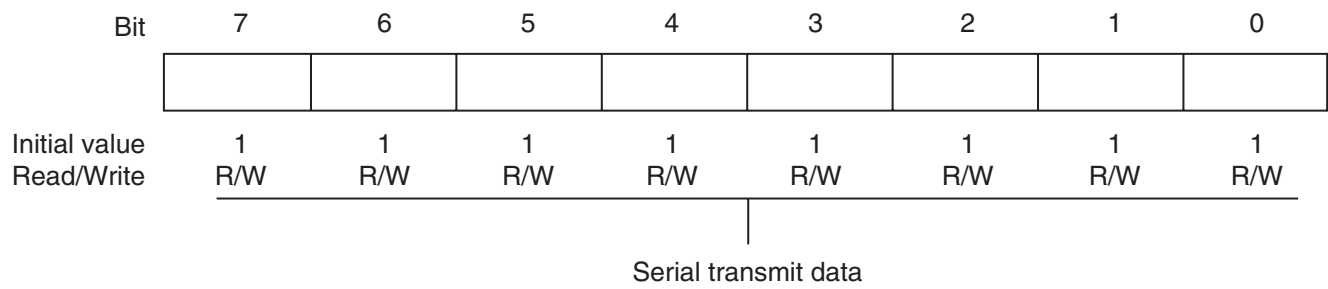 Bit 7 6 5 4 3 2 1 0
Initial value 1 1 1 1 1 1 1 1
Read/Write R/W R/W R/W R/W R/W R/W R/W R/W
Serial transmit data